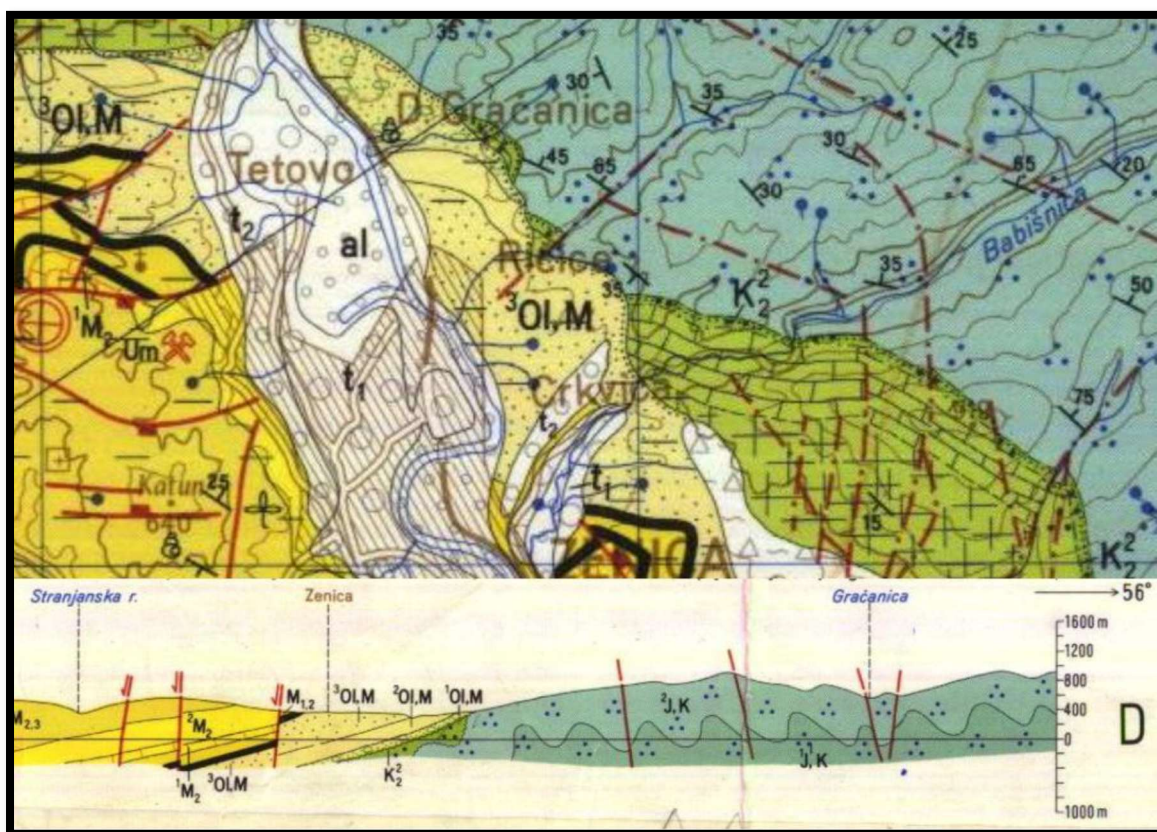 35
25
30
³Ol,M
D. Gračanica
35
45
65
30
30
65
20
Tetovo
t₂
al
Babišnica
Ričice
35
35
K₂²
50
¹M₂
Um
³Ol,M
t₁
Crkvica
t₂
75
Katun
25
t₁
15
640
ZENICA
K₂²
Stranjanska r.
Zenica
Gračanica
56°
1600 m
1200
800
400
0
1000 m
M₂,₃
²M₂
M₁,₂
³Ol,M
²Ol,M
¹Ol,M
²J,K
D
¹M₂
³Ol,M
K₂²
¹J,K